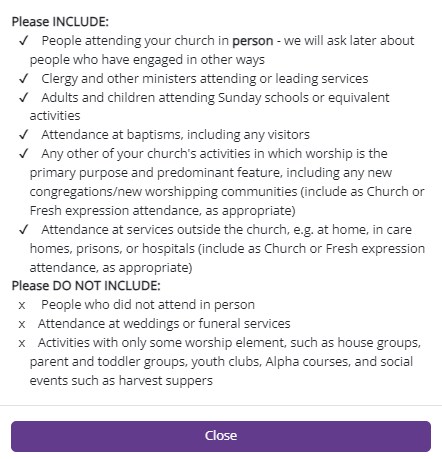 Please INCLUDE:
✓ People attending your church in person - we will ask later about
people who have engaged in other ways
✓ Clergy and other ministers attending or leading services
✓ Adults and children attending Sunday schools or equivalent
activities
✓ Attendance at baptisms, including any visitors
✓ Any other of your church's activities in which worship is the
primary purpose and predominant feature, including any new
congregations/new worshipping communities (include as Church or
Fresh expression attendance, as appropriate)
✓ Attendance at services outside the church, e.g. at home, in care
homes, prisons, or hospitals (include as Church or Fresh expression
attendance, as appropriate)
Please DO NOT INCLUDE:
x People who did not attend in person
x Attendance at weddings or funeral services
x Activities with only some worship element, such as house groups,
parent and toddler groups, youth clubs, Alpha courses, and social
events such as harvest suppers
Close